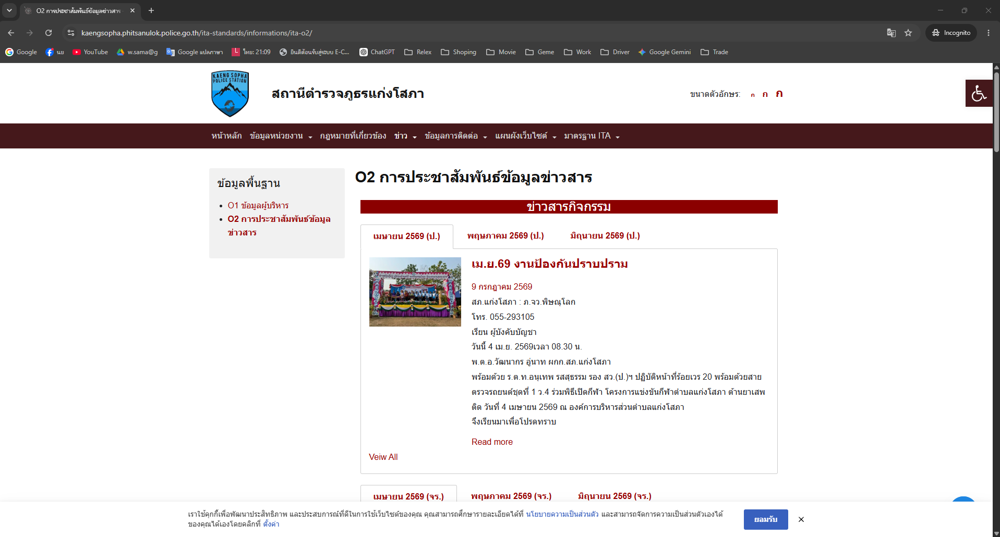 O2 การประชาสัมพันธ์ข้อมูลข่าวสาร
kaengsopha.phitsanulok.police.go.th/ita-standards/informations/ita-o2/
Incognito
Google
นย
YouTube
w.sama@g
Google แปลภาษา
ไทย: 21:09
ยินดีต้อนรับสู่ระบบ E-C...
ChatGPT
Relex
Shoping
Movie
Geme
Work
Driver
Google Gemini
Trade
KAENG SOPHA
POLICE STATION
สถานีตำรวจภูธรแก่งโสภา
ขนาดตัวอักษร: ก ก ก
หน้าหลัก ข้อมูลหน่วยงาน กฎหมายที่เกี่ยวข้อง ข่าว ข้อมูลการติดต่อ แผนผังเว็บไซต์ มาตรฐาน ITA
ข้อมูลพื้นฐาน
O1 ข้อมูลผู้บริหาร
O2 การประชาสัมพันธ์ข้อมูล
ข่าวสาร
O2 การประชาสัมพันธ์ข้อมูลข่าวสาร
ข่าวสารกิจกรรม
เมษายน 2569 (ป.) พฤษภาคม 2569 (ป.) มิถุนายน 2569 (ป.)
เม.ย.69 งานป้องกันปราบปราม
9 กรกฎาคม 2569
สภ.แก่งโสภา : ภ.จว.พิษณุโลก
โทร. 055-293105
เรียน ผู้บังคับบัญชา
วันนี้ 4 เม.ย. 2569เวลา 08.30 น.
พ.ต.อ.วัฒนากร อู่นาท ผกก.สภ.แก่งโสภา
พร้อมด้วย ร.ต.ท.อนุเทพ รสสุธรรม รอง สว.(ป.)ฯ ปฏิบัติหน้าที่ร้อยเวร 20 พร้อมด้วยสาย
ตรวจรถยนต์ชุดที่ 1 ว.4 ร่วมพิธีเปิดกีฬา โครงการแข่งขันกีฬาตำบลแก่งโสภา ต้านยาเสพ
ติด วันที่ 4 เมษายน 2569 ณ องค์การบริหารส่วนตำบลแก่งโสภา
จึงเรียนมาเพื่อโปรดทราบ
Read more
Veiw All
เมษายน 2569 (จร.) พฤษภาคม 2569 (จร.) มิถุนายน 2569 (จร.)
เราใช้คุกกี้เพื่อพัฒนาประสิทธิภาพ และประสบการณ์ที่ดีในการใช้เว็บไซต์ของคุณ คุณสามารถศึกษารายละเอียดได้ที่ นโยบายความเป็นส่วนตัว และสามารถจัดการความเป็นส่วนตัวเองได้
ของคุณได้เองโดยคลิกที่ ตั้งค่า
ยอมรับ